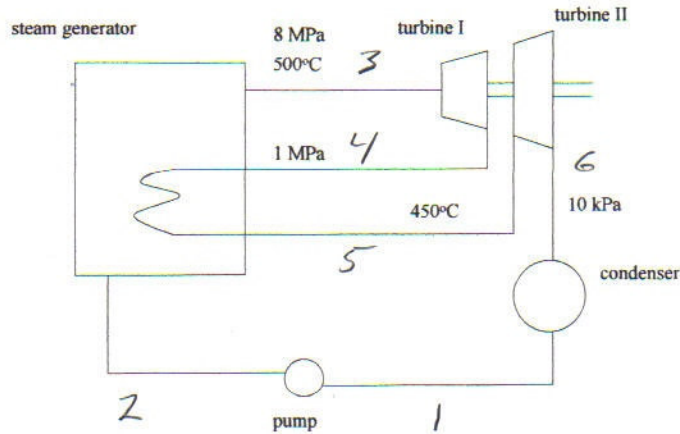 turbine II
steam generator
8 MPa
turbine I
500°C
3
1 MPa
4
6
450°C
10 kPa
5
condenser
2
pump
1